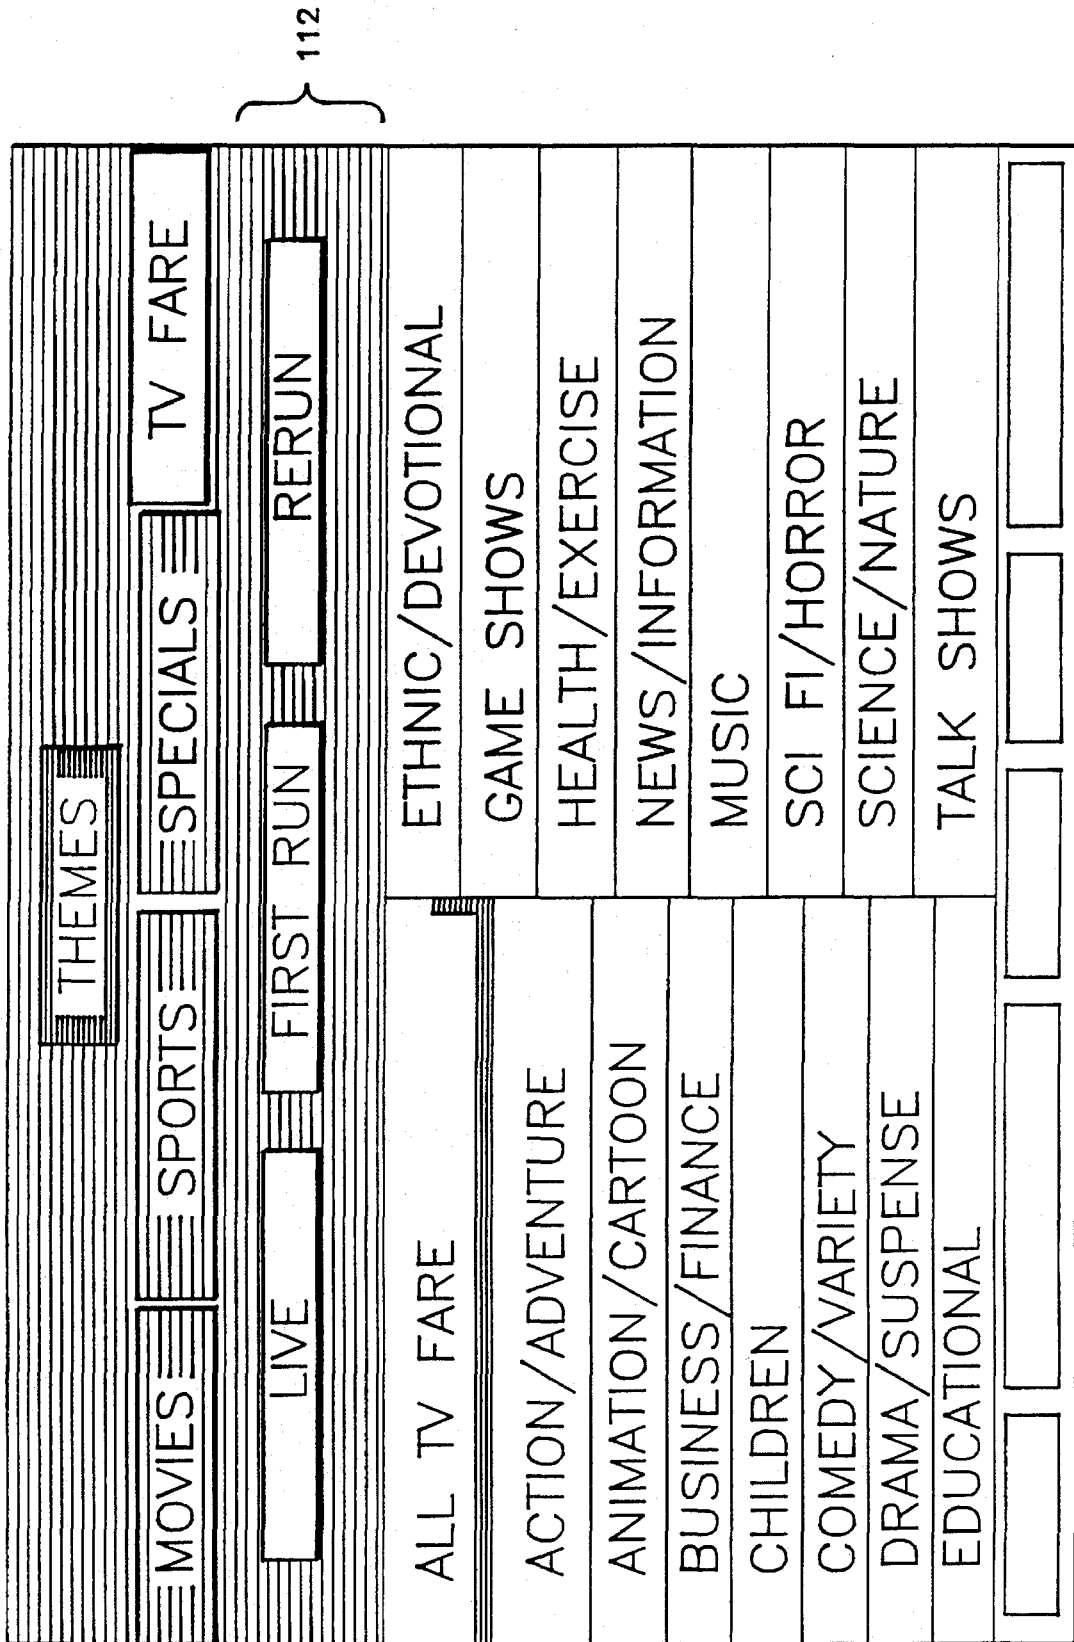 THEMES
MOVIES SPORTS SPECIALS TV FARE
LIVE FIRST RUN RERUN
112
ALL TV FARE
ACTION/ADVENTURE
ANIMATION/CARTOON
BUSINESS/FINANCE
CHILDREN
COMEDY/VARIETY
DRAMA/SUSPENSE
EDUCATIONAL
ETHNIC/DEVOTIONAL
GAME SHOWS
HEALTH/EXERCISE
NEWS/INFORMATION
MUSIC
SCI FI/HORROR
SCIENCE/NATURE
TALK SHOWS